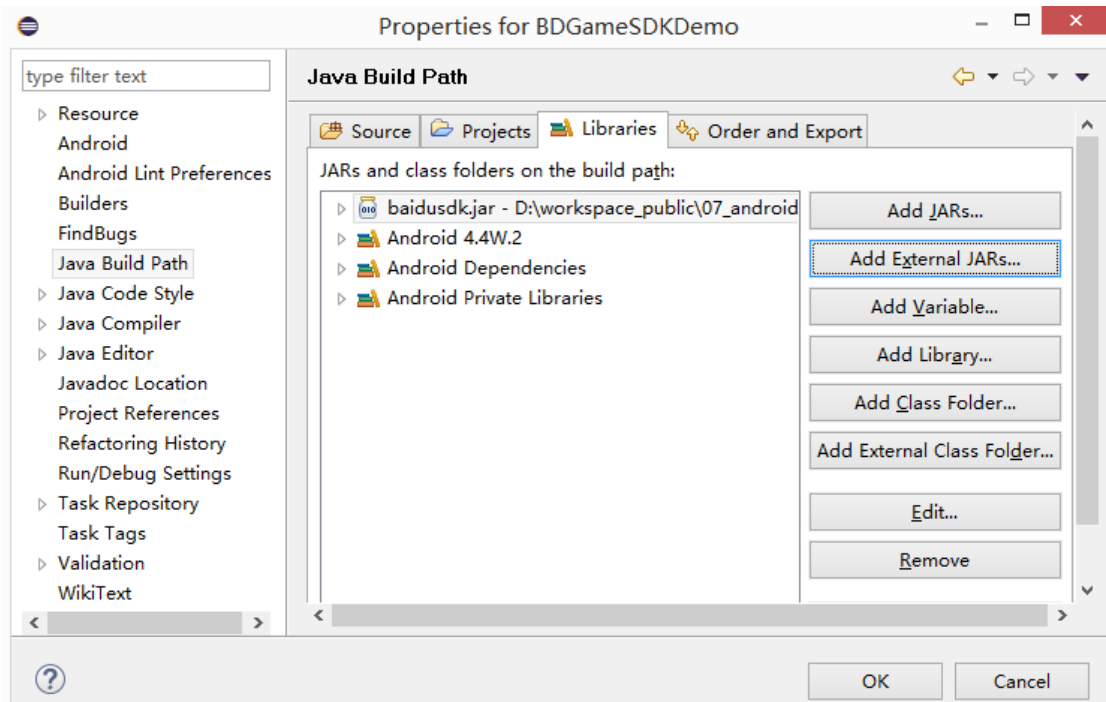 Properties for BDGameSDKDemo
type filter text
Resource
Android
Android Lint Preferences
Builders
FindBugs
Java Build Path
Java Code Style
Java Compiler
Java Editor
Javadoc Location
Project References
Refactoring History
Run/Debug Settings
Task Repository
Task Tags
Validation
WikiText
Java Build Path
Source Projects Libraries Order and Export
JARs and class folders on the build path:
baidusdk.jar - D:\workspace_public\07_android
Android 4.4W.2
Android Dependencies
Android Private Libraries
Add JARs...
Add External JARs...
Add Variable...
Add Library...
Add Class Folder...
Add External Class Folder...
Edit...
Remove
OK Cancel